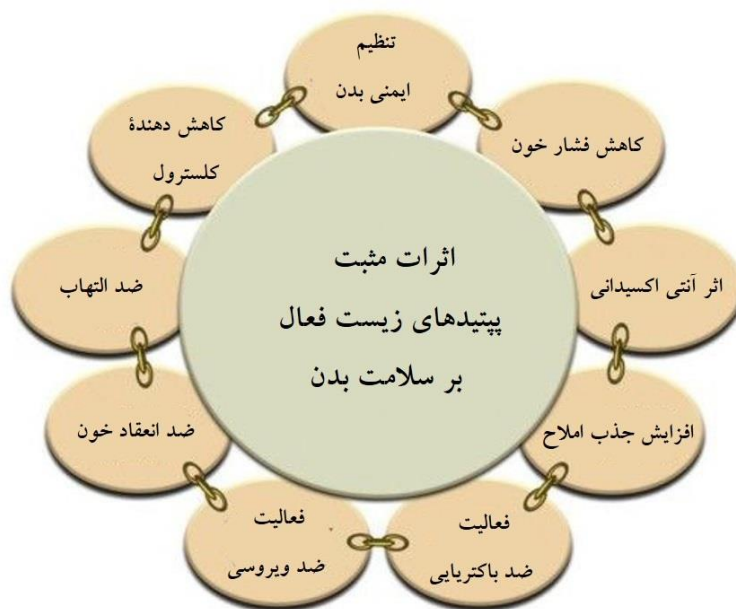 تنظیم
ایمنی بدن
کاهش فشار خون
اثر آنتی اکسیدانی
افزایش جذب املاح
فعالیت
ضد باکتریایی
فعالیت
ضد ویروسی
ضد انعقاد خون
ضد التهاب
کاهش دهندۀ
کلسترول
اثرات مثبت
پپتیدهای زیست فعال
بر سلامت بدن